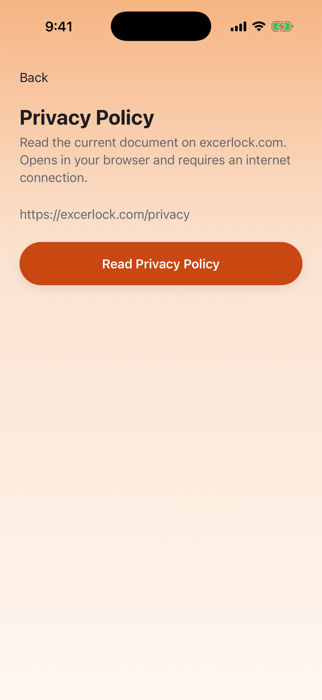 9:41
Back
Privacy Policy
Read the current document on excerlock.com.
Opens in your browser and requires an internet
connection.
https://excerlock.com/privacy
Read Privacy Policy